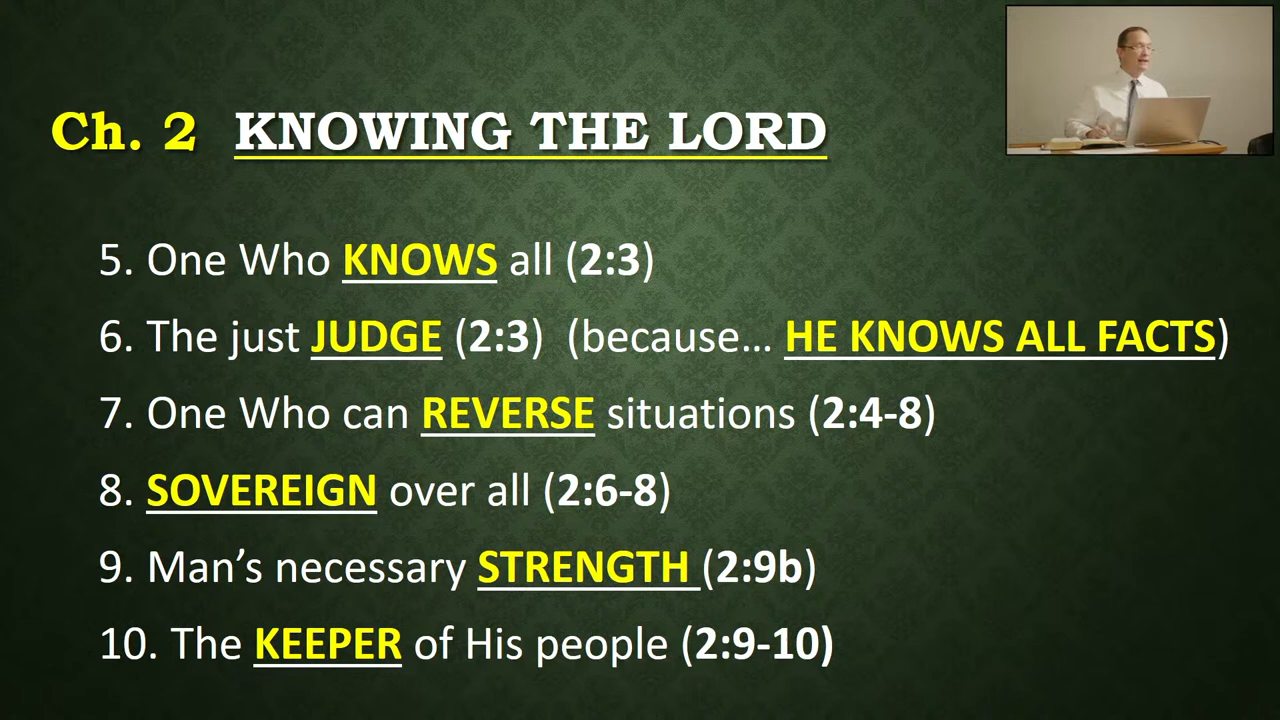 Ch. 2 KNOWING THE LORD
5. One Who KNOWS all (2:3)
6. The just JUDGE (2:3) (because... HE KNOWS ALL FACTS)
7. One Who can REVERSE situations (2:4-8)
8. SOVEREIGN over all (2:6-8)
9. Man’s necessary STRENGTH (2:9b)
10. The KEEPER of His people (2:9-10)